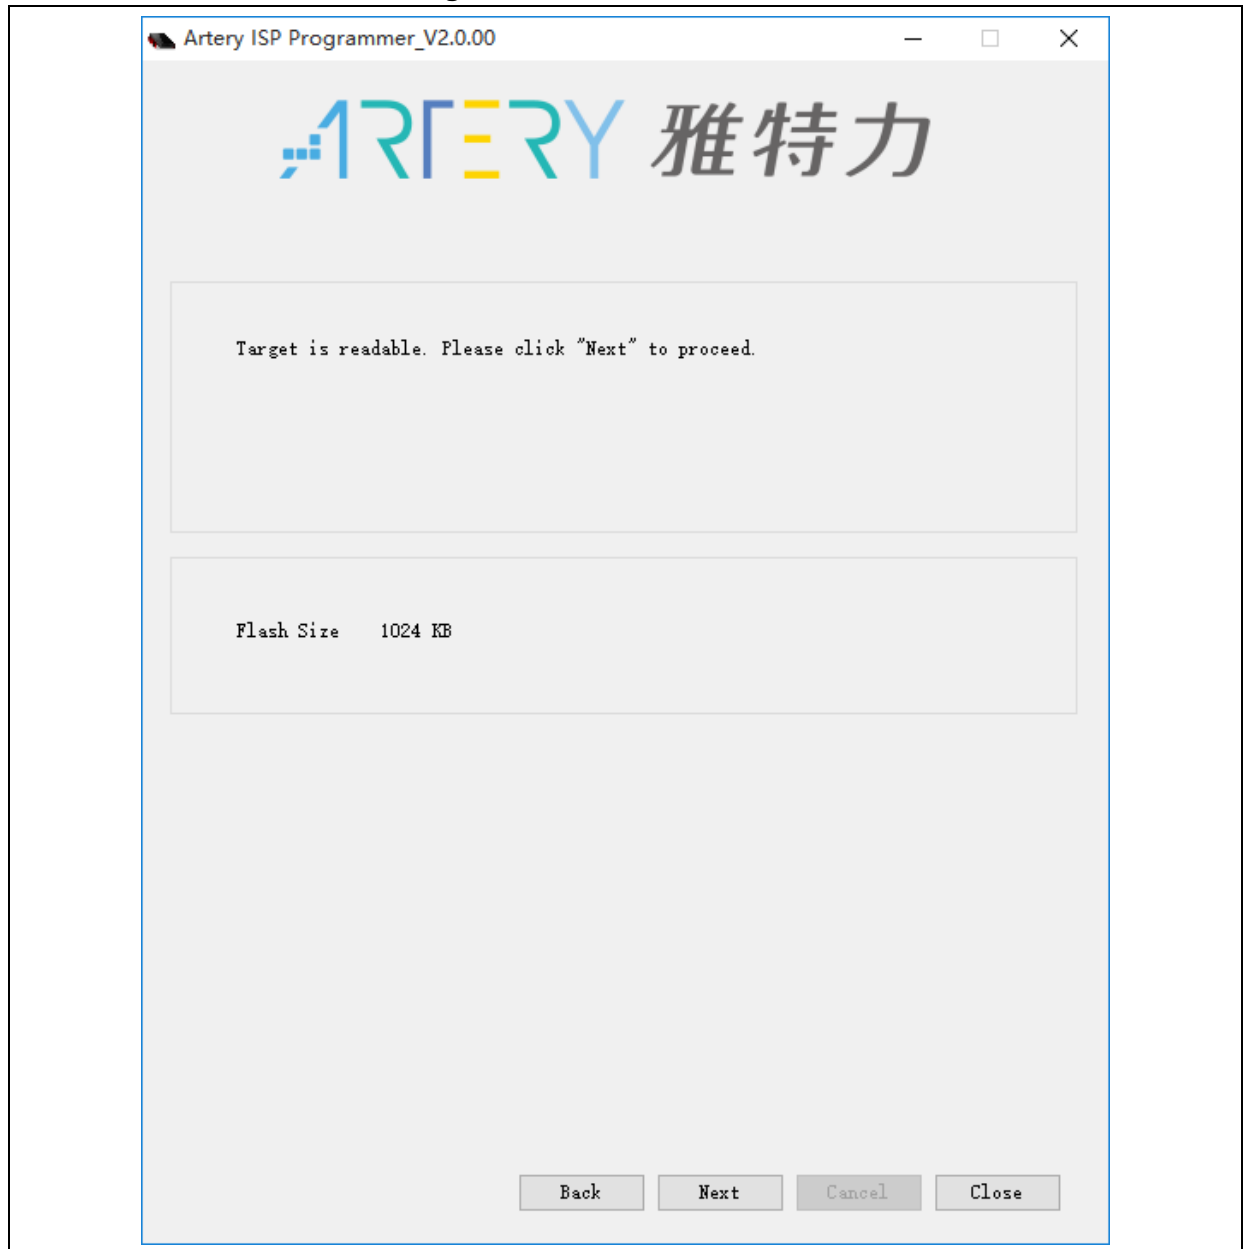 Artery ISP Programmer_V2.0.00
ARTERY 雅特力
Target is readable. Please click "Next" to proceed.
Flash Size 1024 KB
Back Next Cancel Close